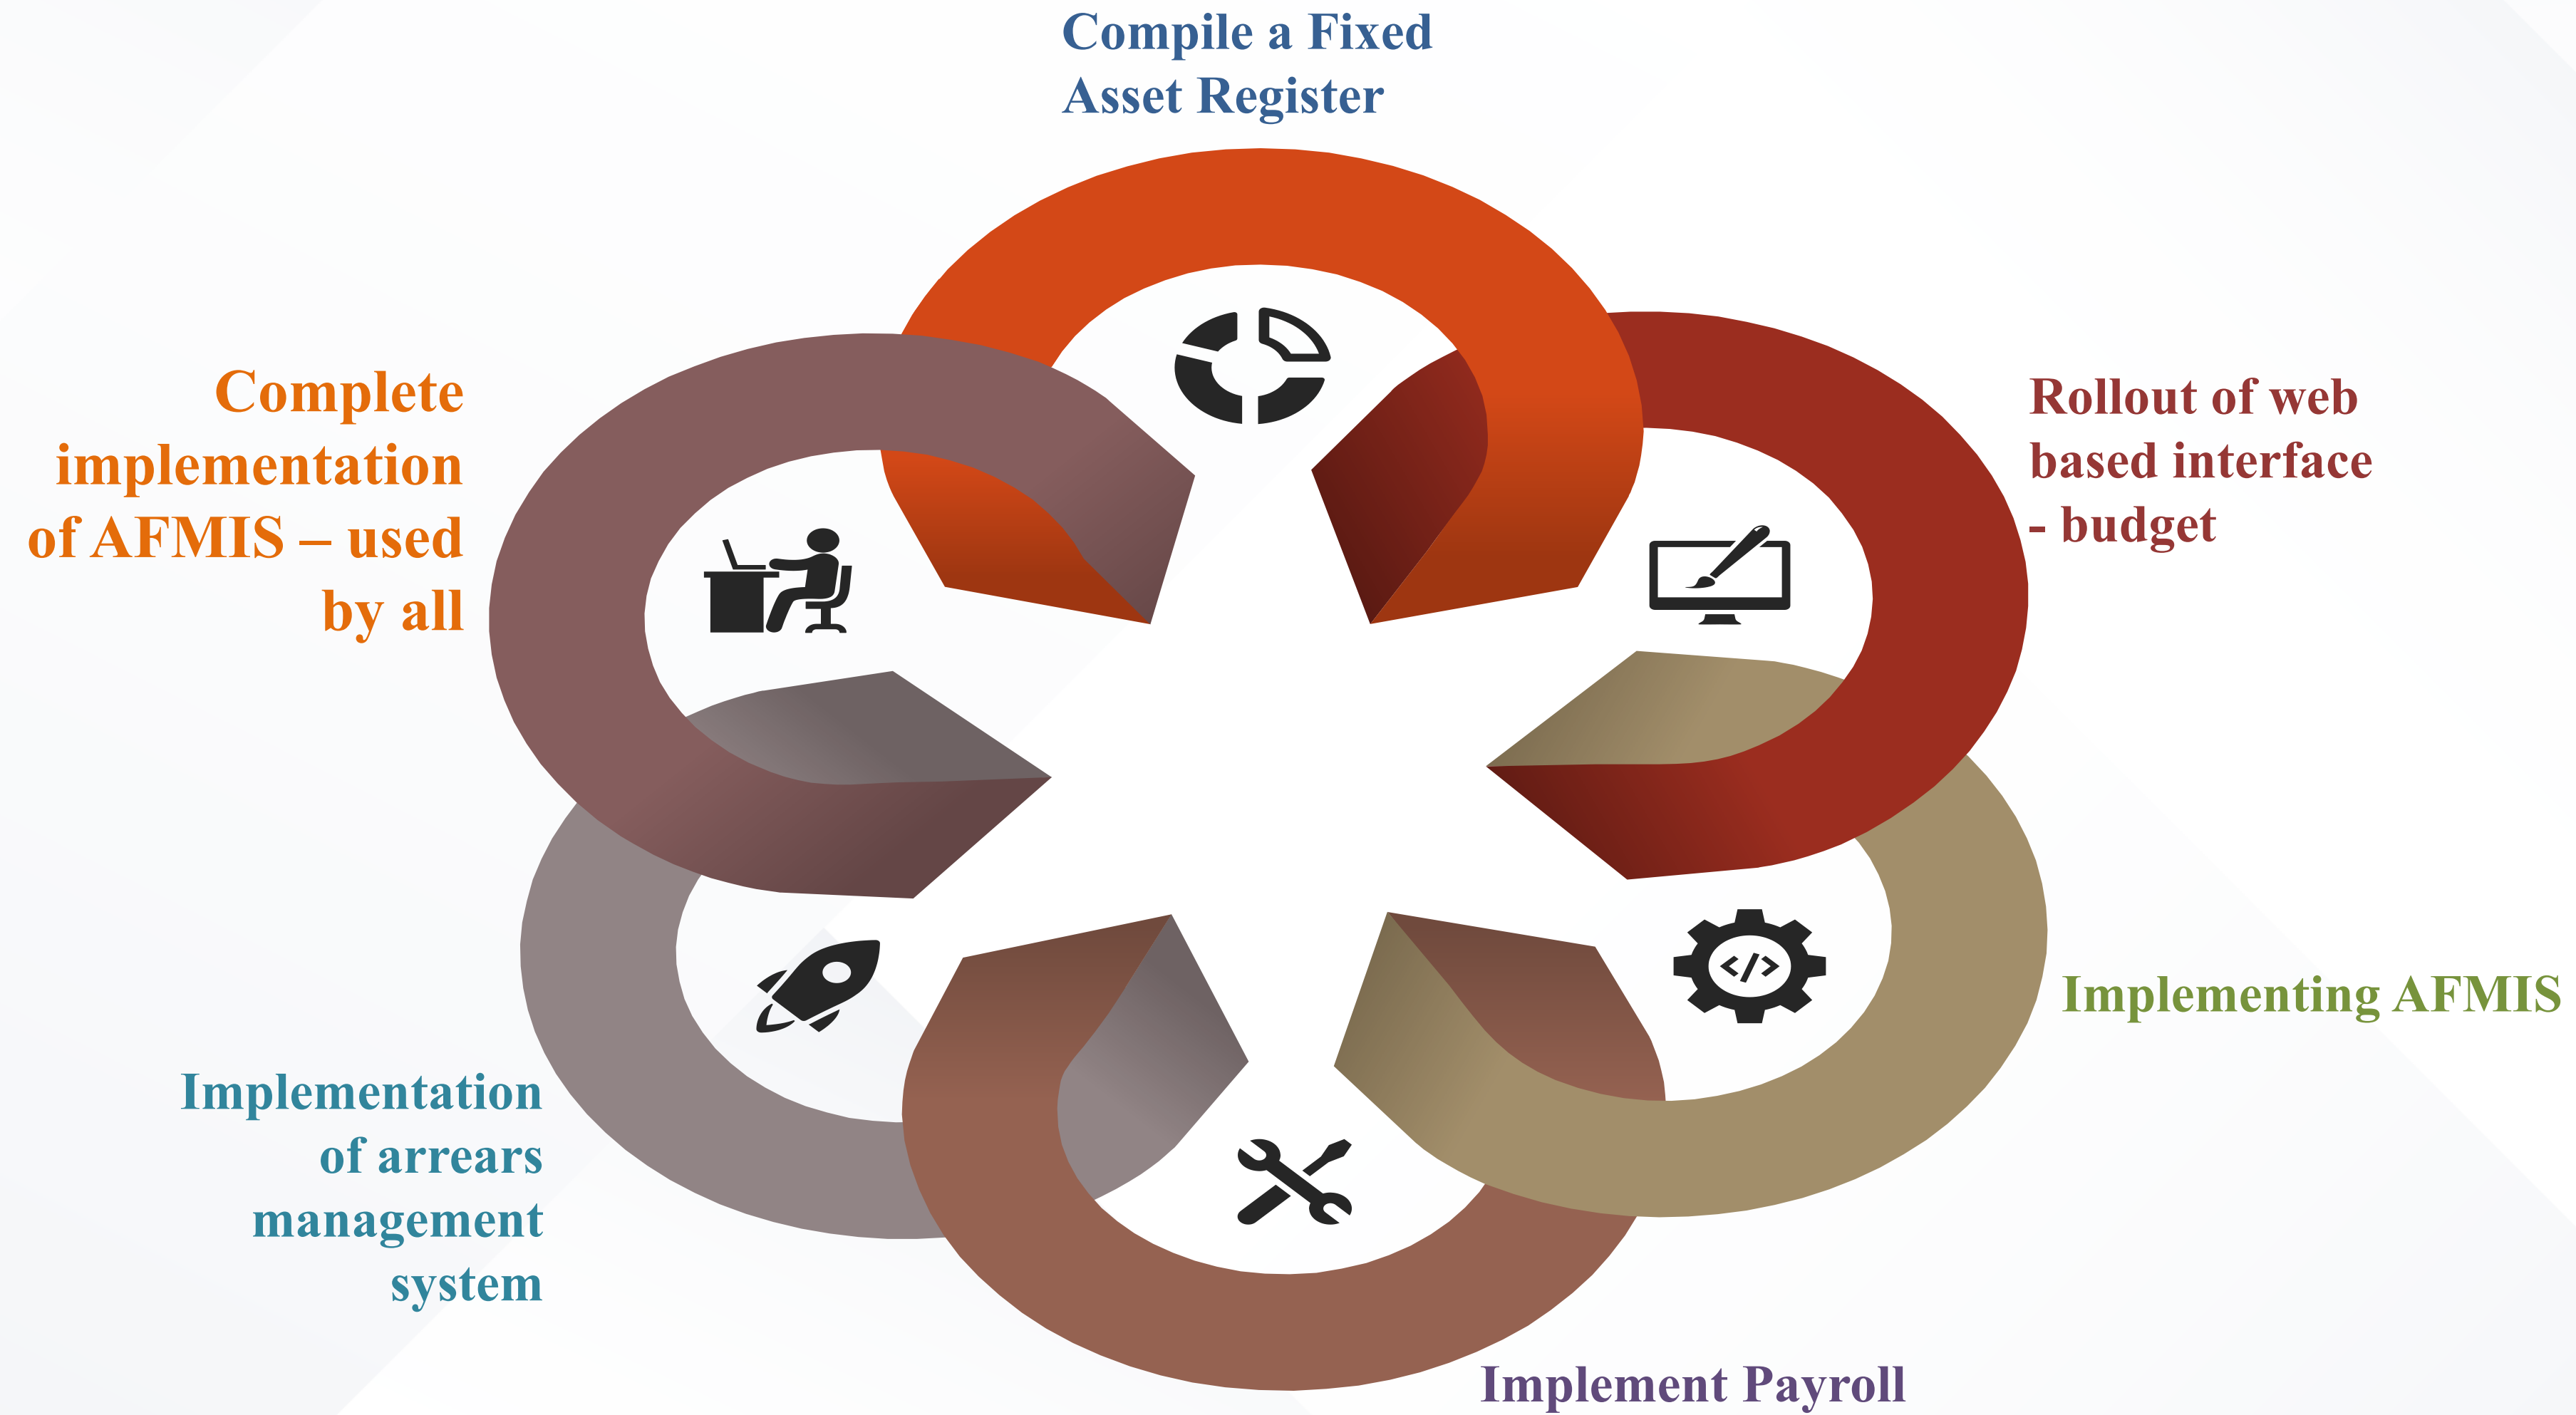 Compile a Fixed
Asset Register
Rollout of web
based interface
- budget
Implementing AFMIS
Implement Payroll
Implementation
of arrears
management
system
Complete
implementation
of AFMIS – used
by all